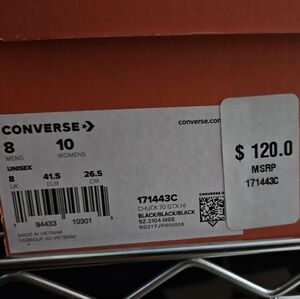 CONVERSE
converse.com
8 10
MENS WOMENS
UNISEX
8 41.5 26.5
UK EUR CM
171443C
CHUCK 70 GTX HI
BLACK/BLACK/BLACK
94433 10301
MADE IN VIETNAM
FABRIQUÉ AU VIETNAM
$ 120.0
MSRP
171443C